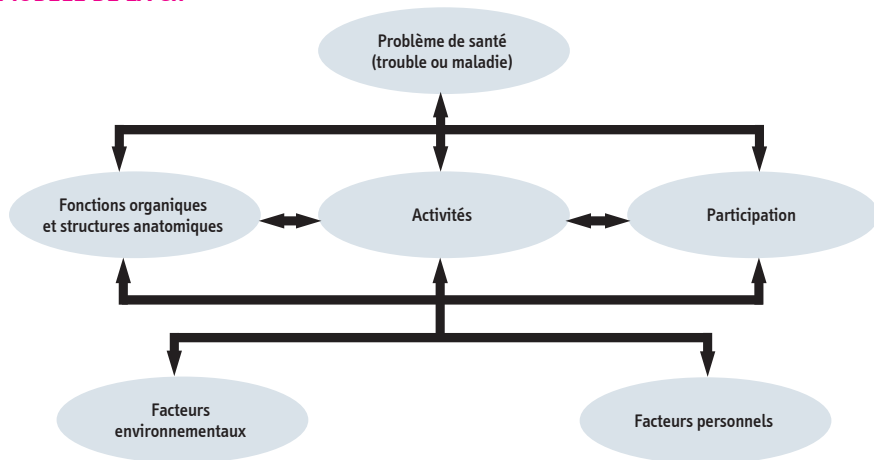 Problème de santé
(trouble ou maladie)
Fonctions organiques
et structures anatomiques
Activités
Participation
Facteurs
environnementaux
Facteurs personnels